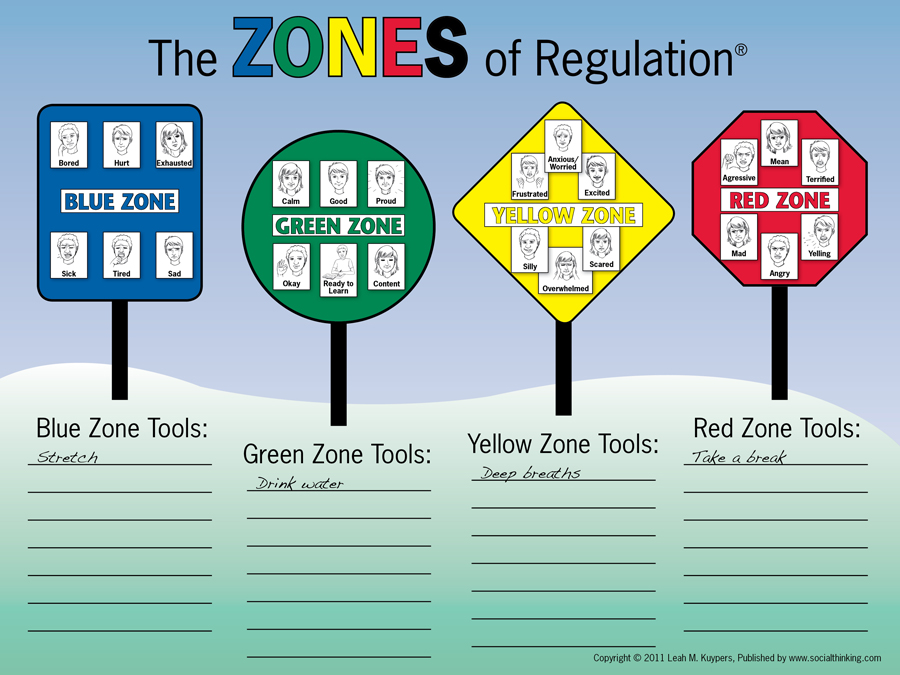 The ZONES of Regulation®
Bored Hurt Exhausted
BLUE ZONE
Sick Tired Sad
Calm Good Proud
GREEN ZONE
Okay Ready to Learn Content
Anxious/
Worried
Frustrated Excited
YELLOW ZONE
Silly Scared
Overwhelmed
Mean
Agressive Terrified
RED ZONE
Mad Yelling
Angry
Blue Zone Tools:
Stretch
Green Zone Tools:
Drink water
Yellow Zone Tools:
Deep breaths
Red Zone Tools:
Take a break
Copyright © 2011 Leah M. Kuypers, Published by www.socialthinking.com